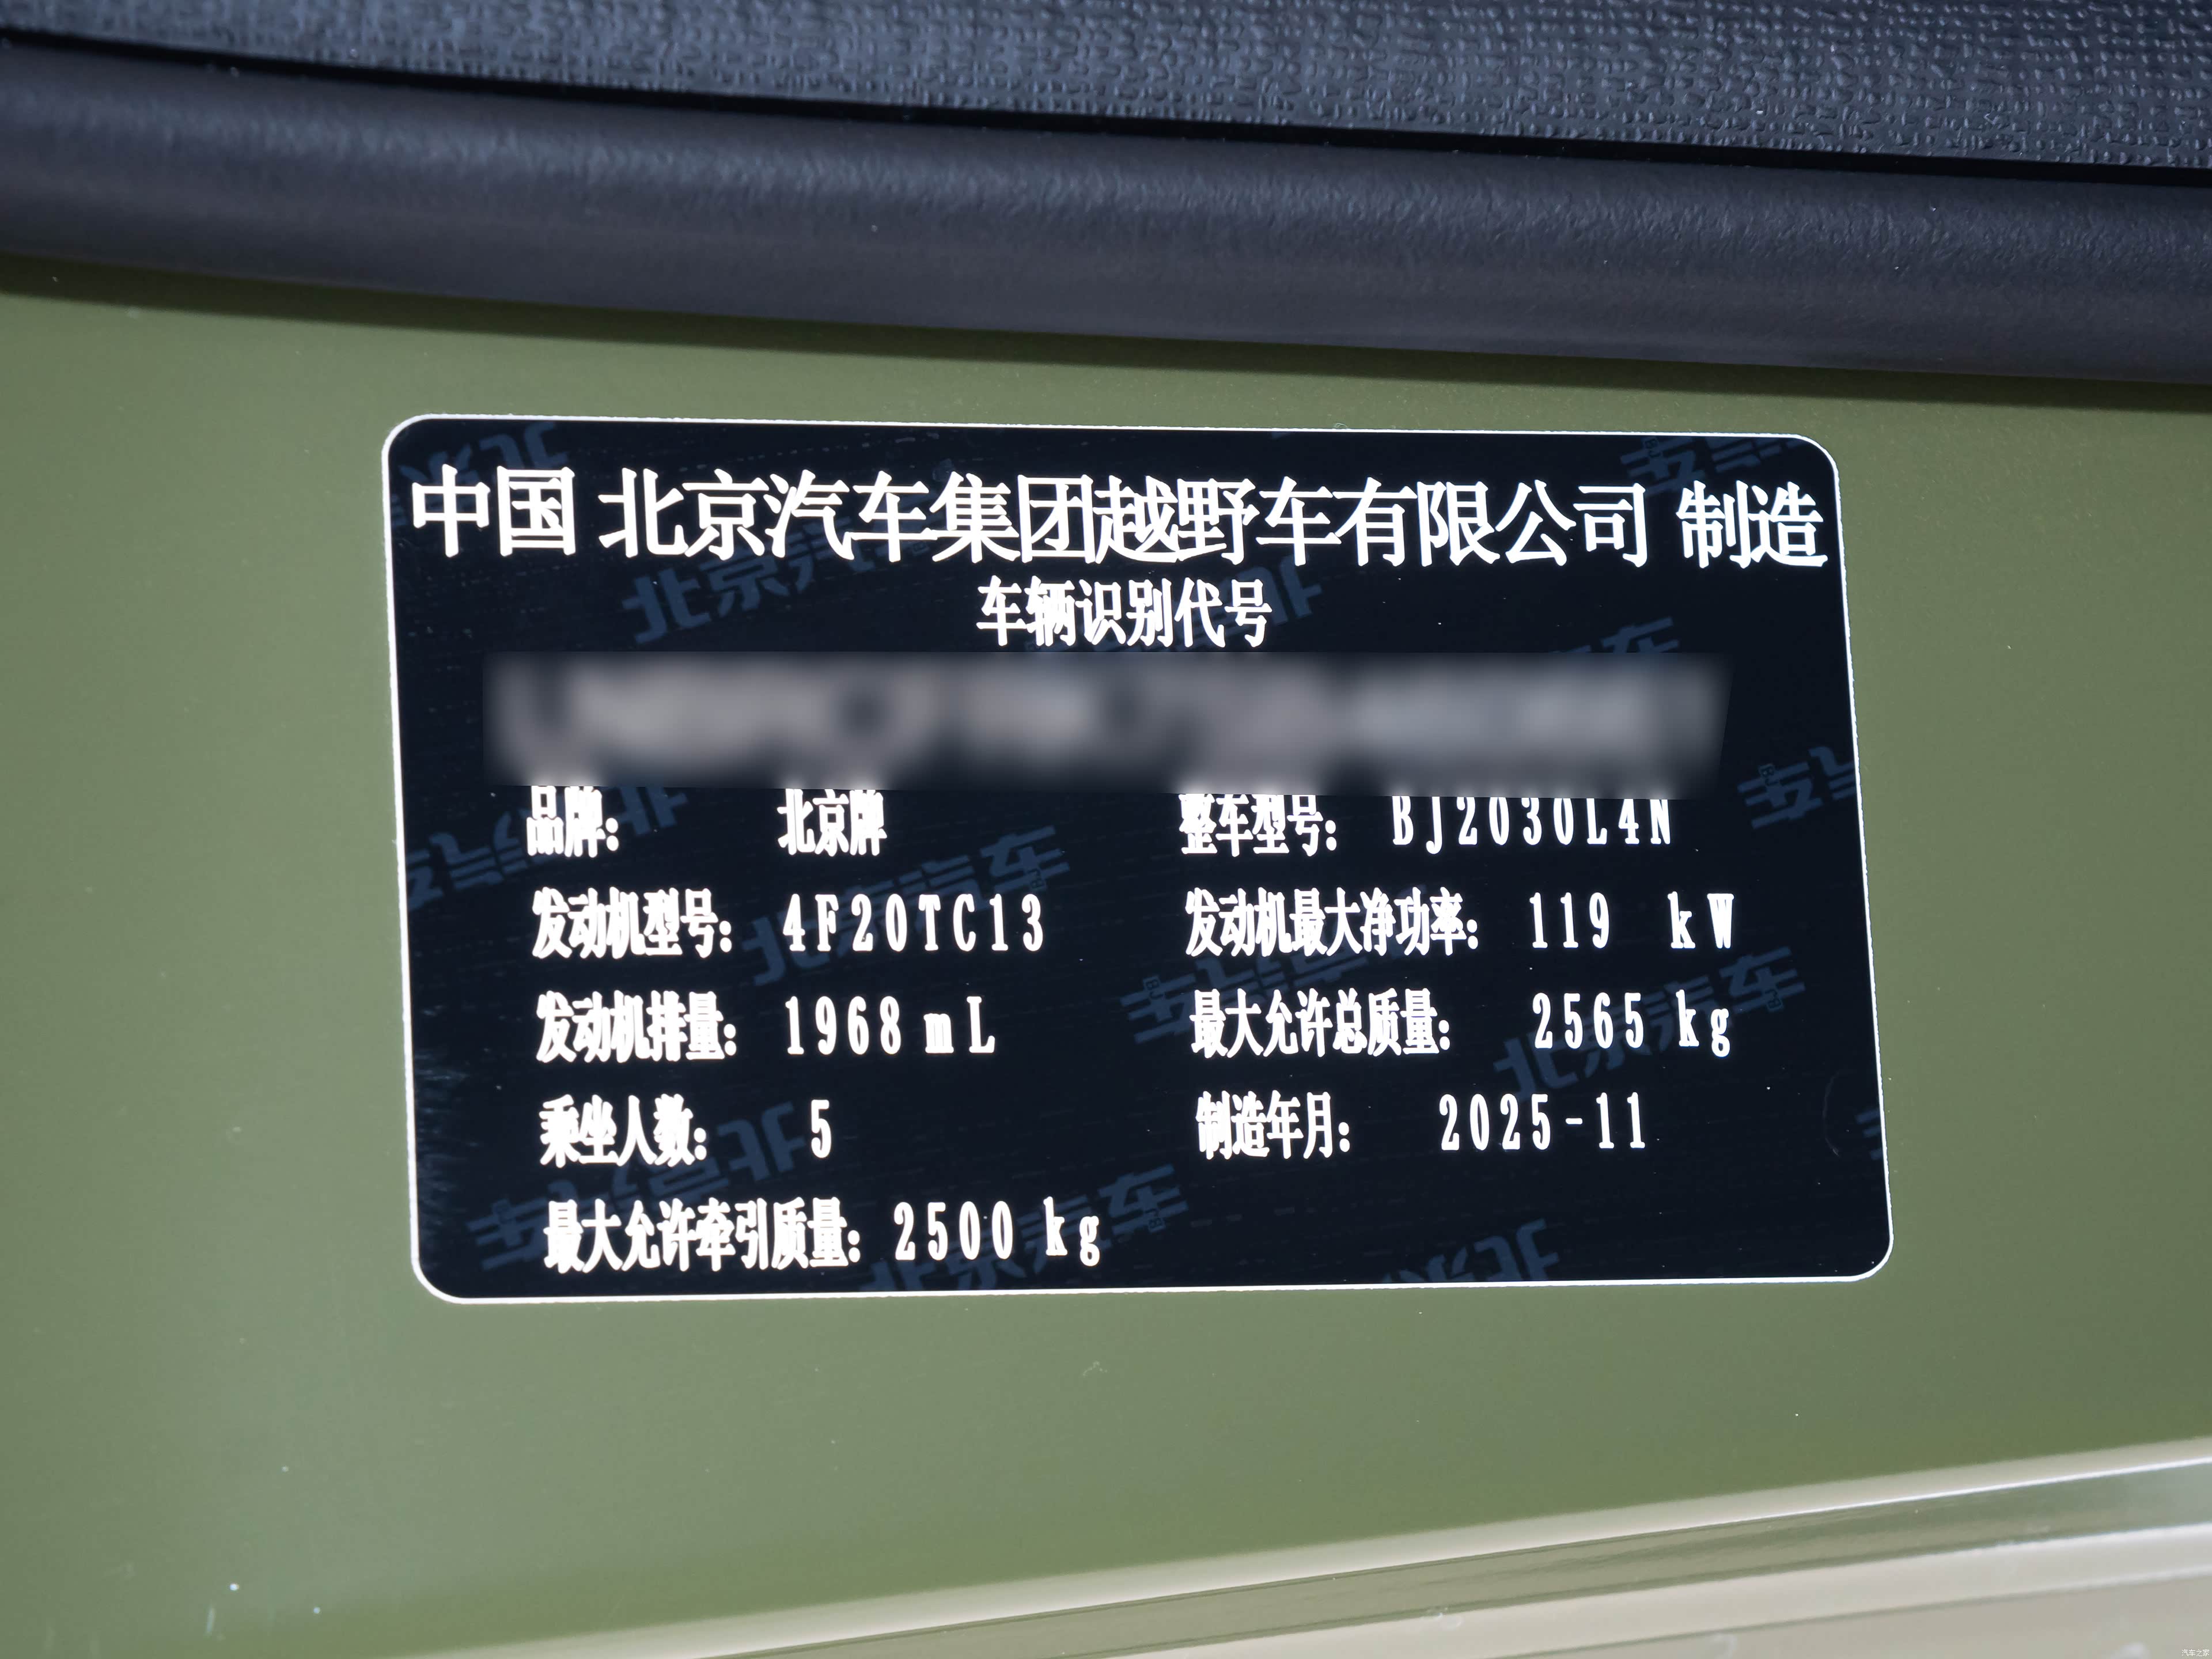 中国 北京汽车集团越野车有限公司 制造
车辆识别代号
品牌: 北京牌 整车型号: BJ2030L4N
发动机型号: 4F20TC13 发动机最大净功率: 119 kW
发动机排量: 1968 mL 最大允许总质量: 2565 kg
乘坐人数: 5 制造年月: 2025-11
最大允许牵引质量: 2500 kg
汽车之家